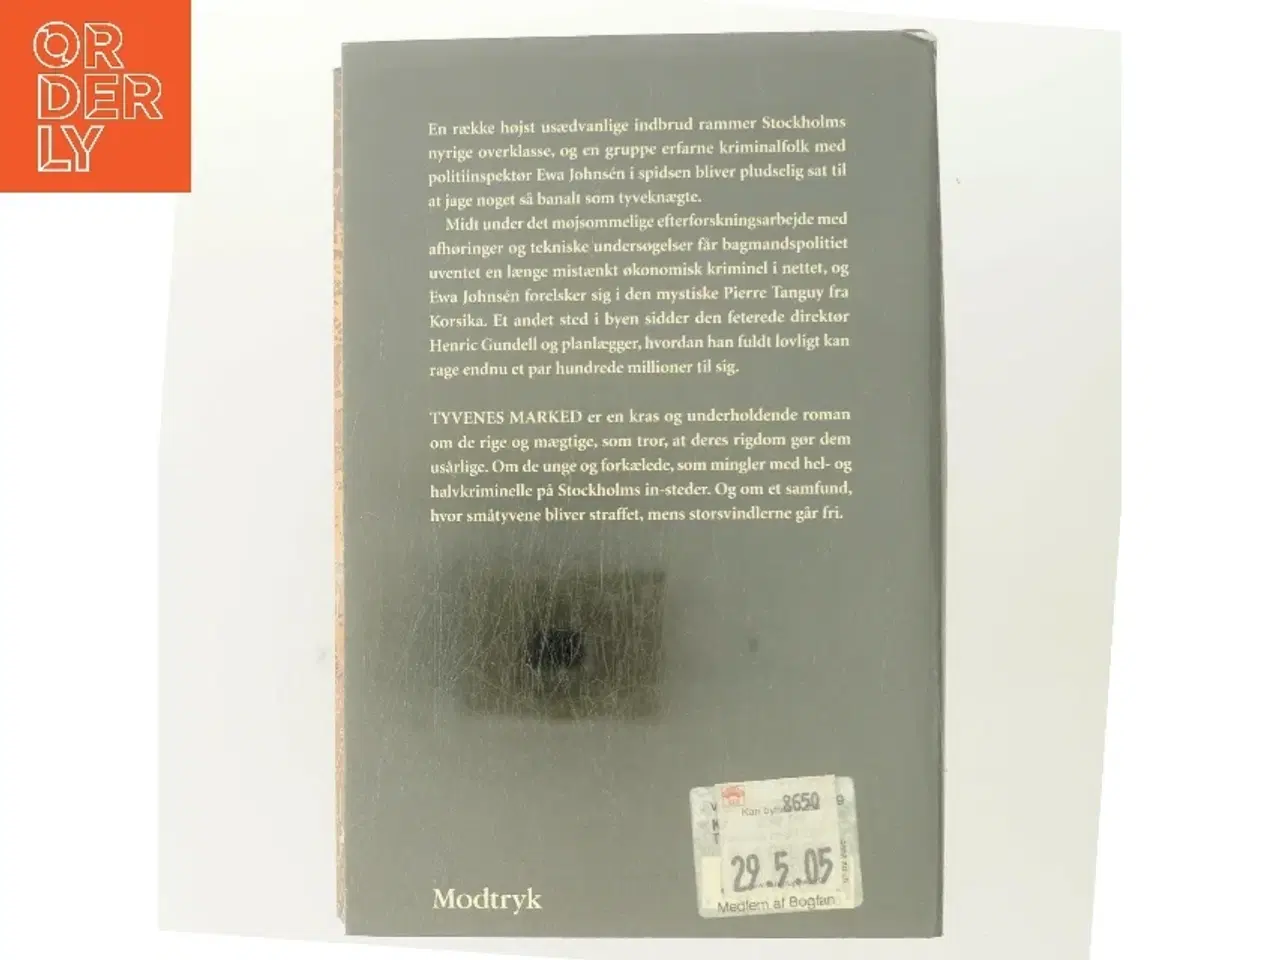 ORDERLY
En række højst usædvanlige indbrud rammer Stockholms
nyrige overklasse, og en gruppe erfarne kriminalfolk med
politiinspektør Ewa Johnsén i spidsen bliver pludselig sat til
at jage noget så banalt som tyveknægte.
Midt under det møjsommelige efterforskningsarbejde med
afhøringer og tekniske undersøgelser får bagmandspolitiet
uventet en længe mistænkt økonomisk kriminel i nettet, og
Ewa Johnsén forelsker sig i den mystiske Pierre Tanguy fra
Korsika. Et andet sted i byen sidder den feterede direktør
Henric Gundell og planlægger, hvordan han fuldt lovligt kan
rage endnu et par hundrede millioner til sig.
TYVENES MARKED er en kras og underholdende roman
om de rige og mægtige, som tror, at deres rigdom gør dem
usårlige. Om de unge og forkælede, som mingler med hel- og
halvkriminelle på Stockholms in-steder. Og om et samfund,
hvor småtyvene bliver straffet, mens storsvindlerne går fri.
Kan 8650
29.5.05
Medlem af Bogfan
Modtryk